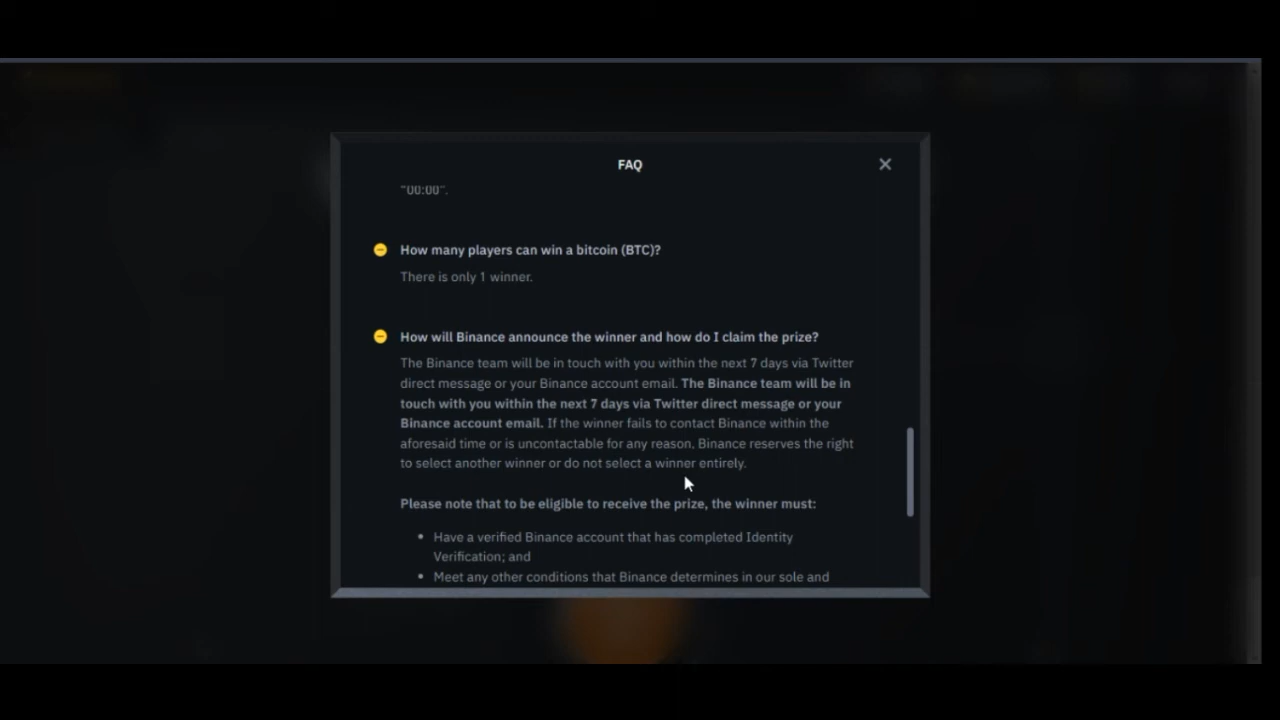 FAQ
"00:00".
How many players can win a bitcoin (BTC)?
There is only 1 winner.
How will Binance announce the winner and how do I claim the prize?
The Binance team will be in touch with you within the next 7 days via Twitter
direct message or your Binance account email. The Binance team will be in
touch with you within the next 7 days via Twitter direct message or your
Binance account email. If the winner fails to contact Binance within the
aforesaid time or is uncontactable for any reason. Binance reserves the right
to select another winner or do not select a winner entirely.
Please note that to be eligible to receive the prize, the winner must:
• Have a verified Binance account that has completed Identity
Verification; and
• Meet any other conditions that Binance determines in our sole and